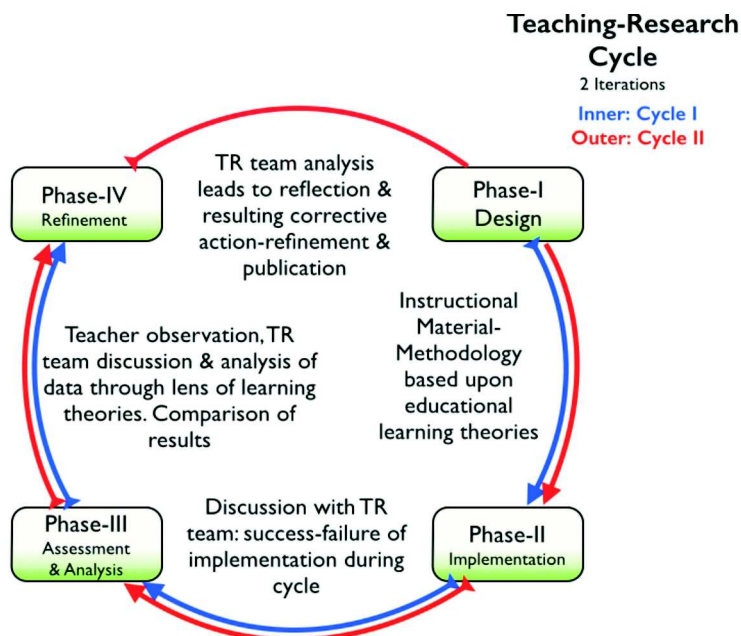 Teaching-Research
Cycle
2 Iterations
Inner: Cycle I
Outer: Cycle II
Phase-IV
Refinement
TR team analysis
leads to reflection &
resulting corrective
action-refinement &
publication
Phase-I
Design
Instructional
Material-
Methodology
based upon
educational
learning theories
Teacher observation, TR
team discussion & analysis of
data through lens of learning
theories. Comparison of
results
Phase-III
Assessment
& Analysis
Discussion with TR
team: success-failure of
implementation during
cycle
Phase-II
Implementation